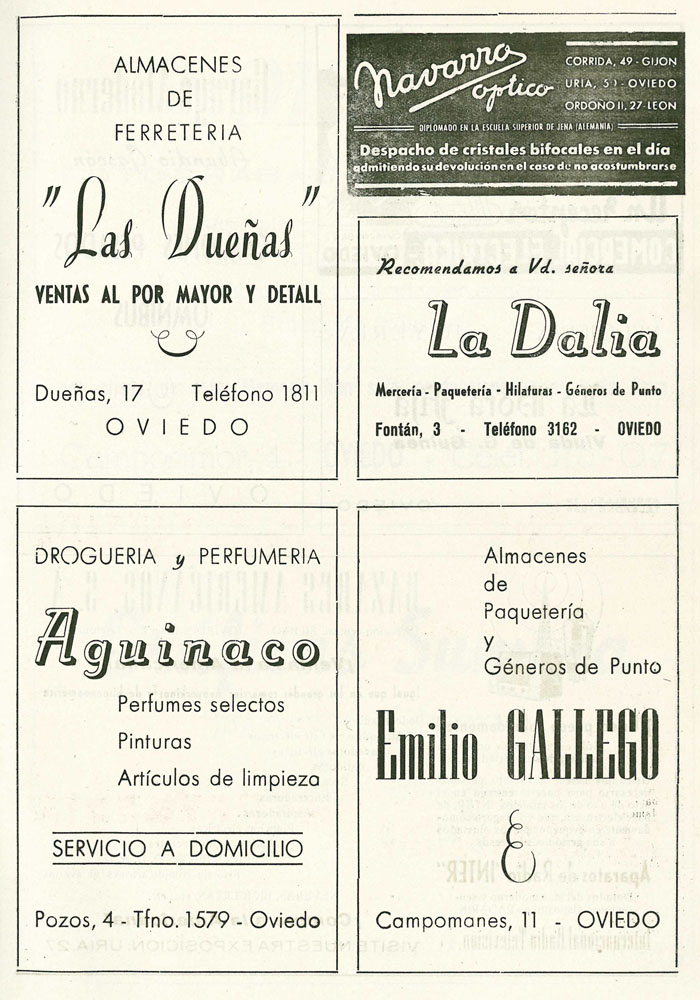 ALMACENES
DE
FERRETERIA
"Las Dueñas"
VENTAS AL POR MAYOR Y DETALL
Dueñas, 17 Teléfono 1811
OVIEDO
Navarro
óptico
CORRIDA, 49 - GIJON
URIA, 5 - OVIEDO
ORDOÑO II, 27-LEON
DIPLOMADO EN LA ESCUELA SUPERIOR DE JENA (ALEMANIA)
Despacho de cristales bifocales en el día
admitiendo su devolución en el caso de no acostumbrarse
Recomendamos a Vd. señora
La Dalia
Mercería - Paquetería - Hilaturas - Géneros de Punto
Fontán, 3 - Teléfono 3162 - OVIEDO
DROGUERIA y PERFUMERIA
Aguinaco
Perfumes selectos
Pinturas
Artículos de limpieza
SERVICIO A DOMICILIO
Pozos, 4 - Tfno. 1579 - Oviedo
Almacenes
de
Paquetería
y
Géneros de Punto
Emilio GALLEGO
Campomanes, 11 - OVIEDO